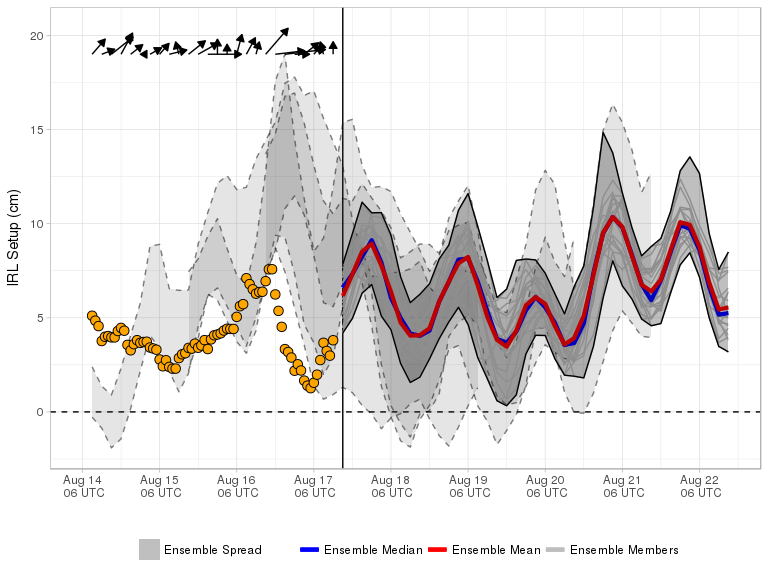 20
15
10
5
0
IRL Setup (cm)
Aug 14 Aug 15 Aug 16 Aug 17 Aug 18 Aug 19 Aug 20 Aug 21 Aug 22
06 UTC 06 UTC 06 UTC 06 UTC 06 UTC 06 UTC 06 UTC 06 UTC 06 UTC
Ensemble Spread Ensemble Median Ensemble Mean Ensemble Members